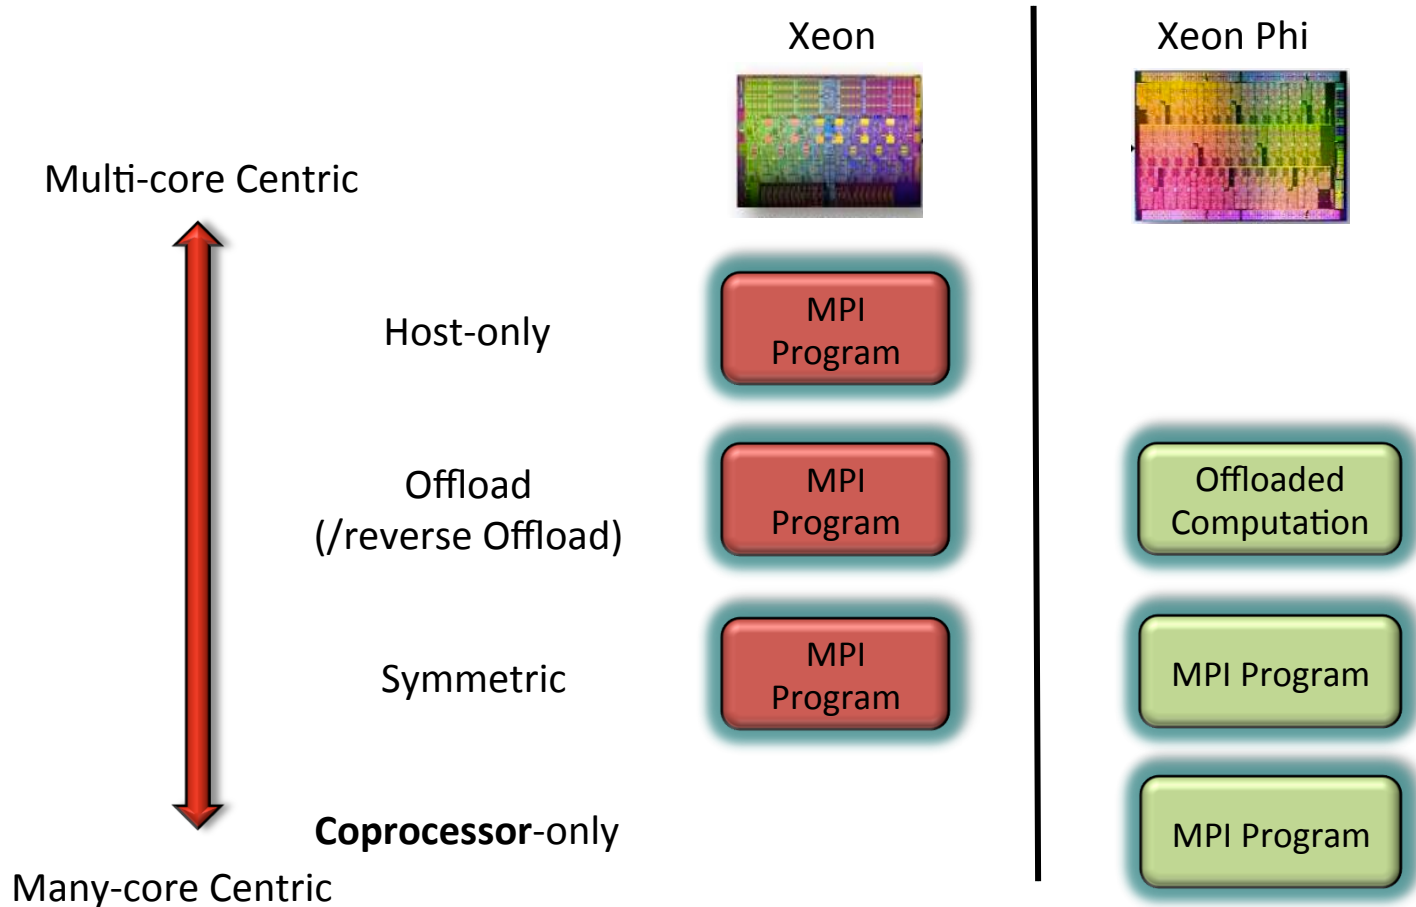 Xeon
Xeon Phi
Multi-core Centric
Host-only
MPI
Program
Offload
(/reverse Offload)
MPI
Program
Offloaded
Computation
Symmetric
MPI
Program
MPI Program
Coprocessor-only
MPI Program
Many-core Centric